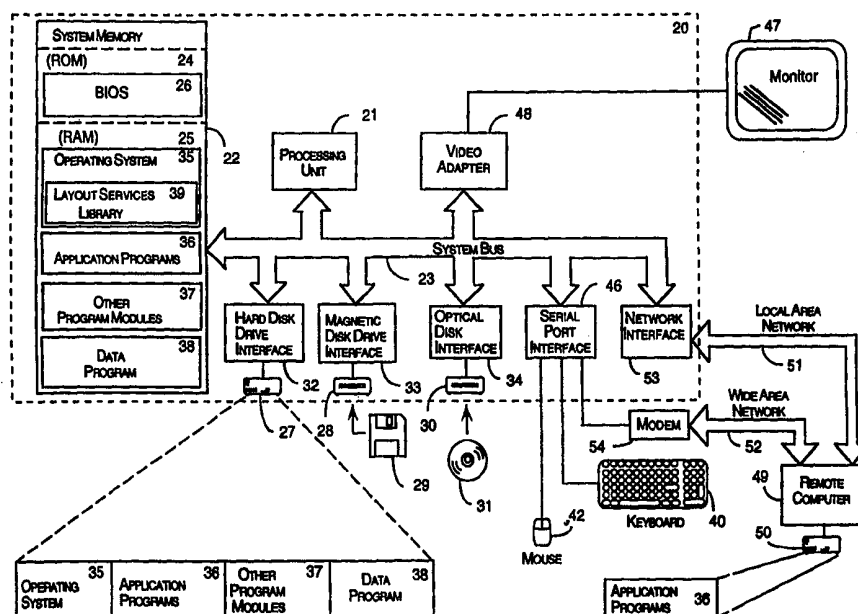 SYSTEM MEMORY
(ROM) 24
BIOS 26
(RAM) 25
OPERATING SYSTEM 35
LAYOUT SERVICES LIBRARY 39
APPLICATION PROGRAMS 36
OTHER PROGRAM MODULES 37
DATA PROGRAM 38
22
20
21
PROCESSING UNIT
48
VIDEO ADAPTER
47
Monitor
SYSTEM BUS
23
HARD DISK DRIVE INTERFACE
32
MAGNETIC DISK DRIVE INTERFACE
33
OPTICAL DISK INTERFACE
34
46
SERIAL PORT INTERFACE
NETWORK INTERFACE
53
LOCAL AREA NETWORK
51
WIDE AREA NETWORK
52
MODEM
54
27
28
29
30
31
42
MOUSE
KEYBOARD
40
49
REMOTE COMPUTER
50
OPERATING SYSTEM 35
APPLICATION PROGRAMS 36
OTHER PROGRAM MODULES 37
DATA PROGRAM 38
APPLICATION PROGRAMS 36